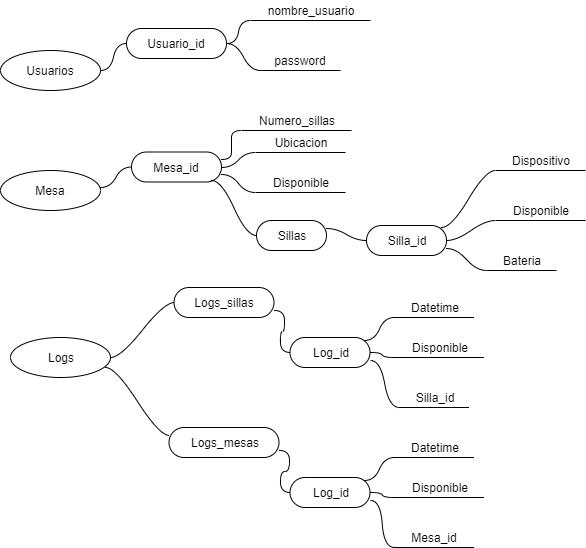 nombre_usuario
Usuario_id
Usuarios
password
Numero_sillas
Ubicacion
Mesa_id
Mesa
Disponible
Dispositivo
Disponible
Sillas
Silla_id
Bateria
Logs_sillas
Datetime
Log_id
Disponible
Logs
Silla_id
Logs_mesas
Datetime
Log_id
Disponible
Mesa_id